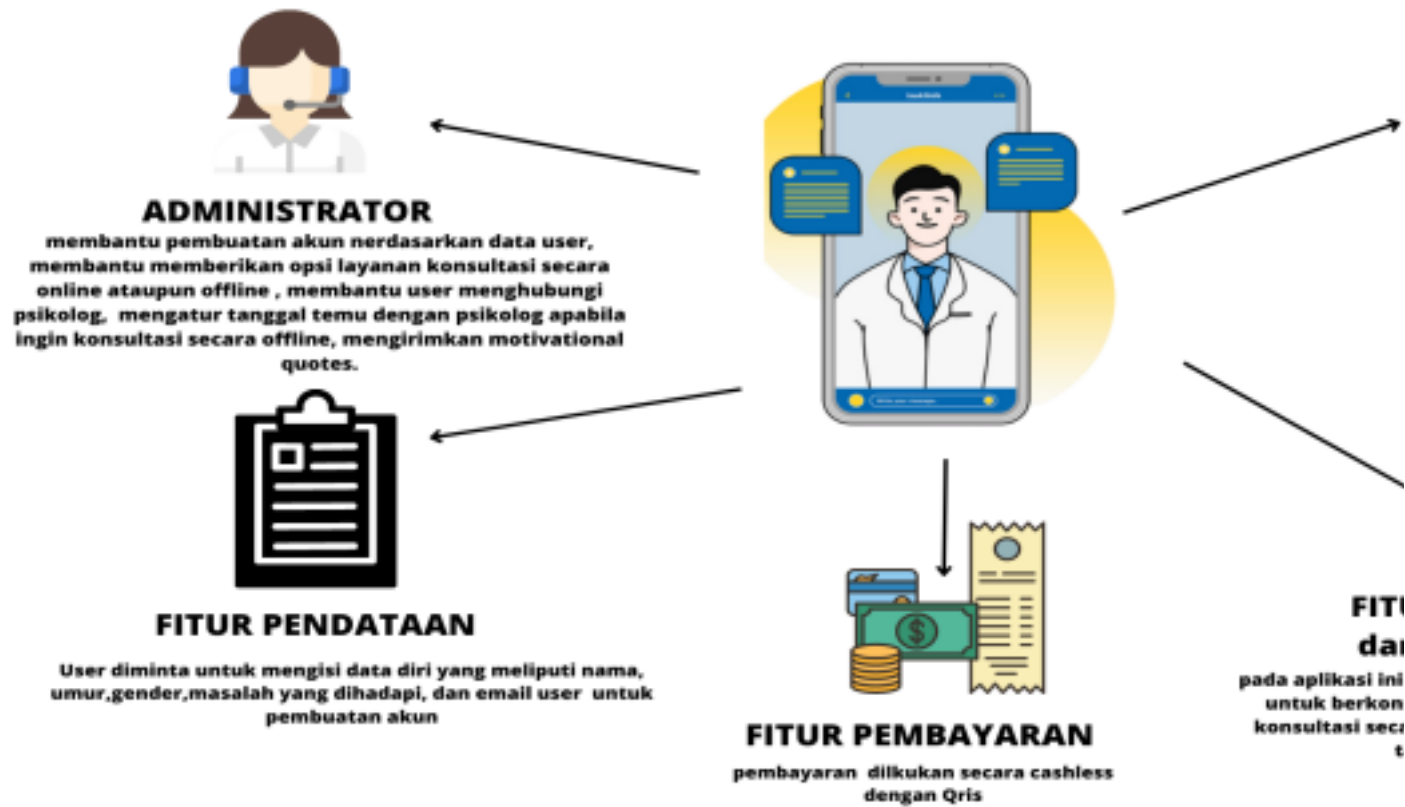 ADMINISTRATOR
membantu pembuatan akun nerdasarkan data user,
membantu memberikan opsi layanan konsultasi secara
online ataupun offline , membantu user menghubungi
psikolog, mengatur tanggal temu dengan psikolog apabila
ingin konsultasi secara offline, mengirimkan motivational
quotes.
FITUR PENDATAAN
User diminta untuk mengisi data diri yang meliputi nama,
umur,gender,masalah yang dihadapi, dan email user untuk
pembuatan akun
FITUR PEMBAYARAN
pembayaran dilkukan secara cashless
dengan Qris
pada aplikasi ini
untuk
konsultasi